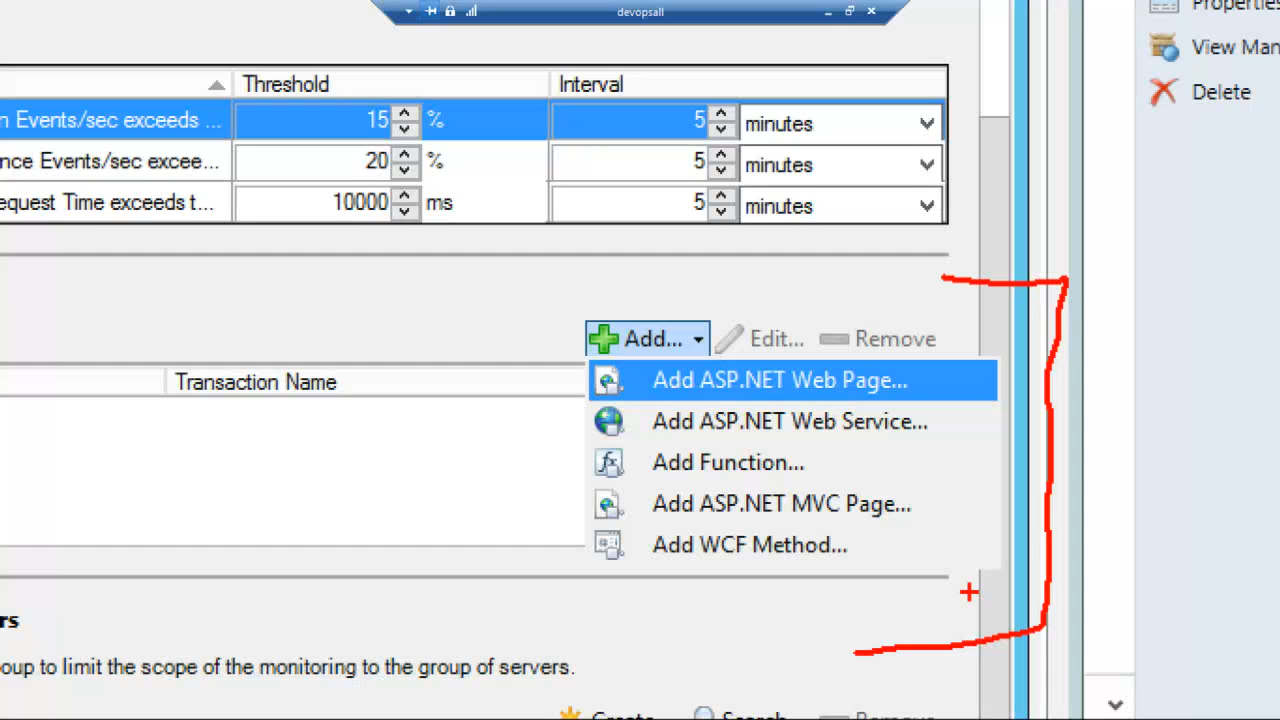 devopsall
Properties
View Man
Delete
Threshold Interval
n Events/sec exceeds ... 15 % 5 minutes
nce Events/sec excee... 20 % 5 minutes
equest Time exceeds t... 10000 ms 5 minutes
Add... Edit... Remove
Transaction Name
Add ASP.NET Web Page...
Add ASP.NET Web Service...
Add Function...
Add ASP.NET MVC Page...
Add WCF Method...
rs
oup to limit the scope of the monitoring to the group of servers.
Create Search Remove